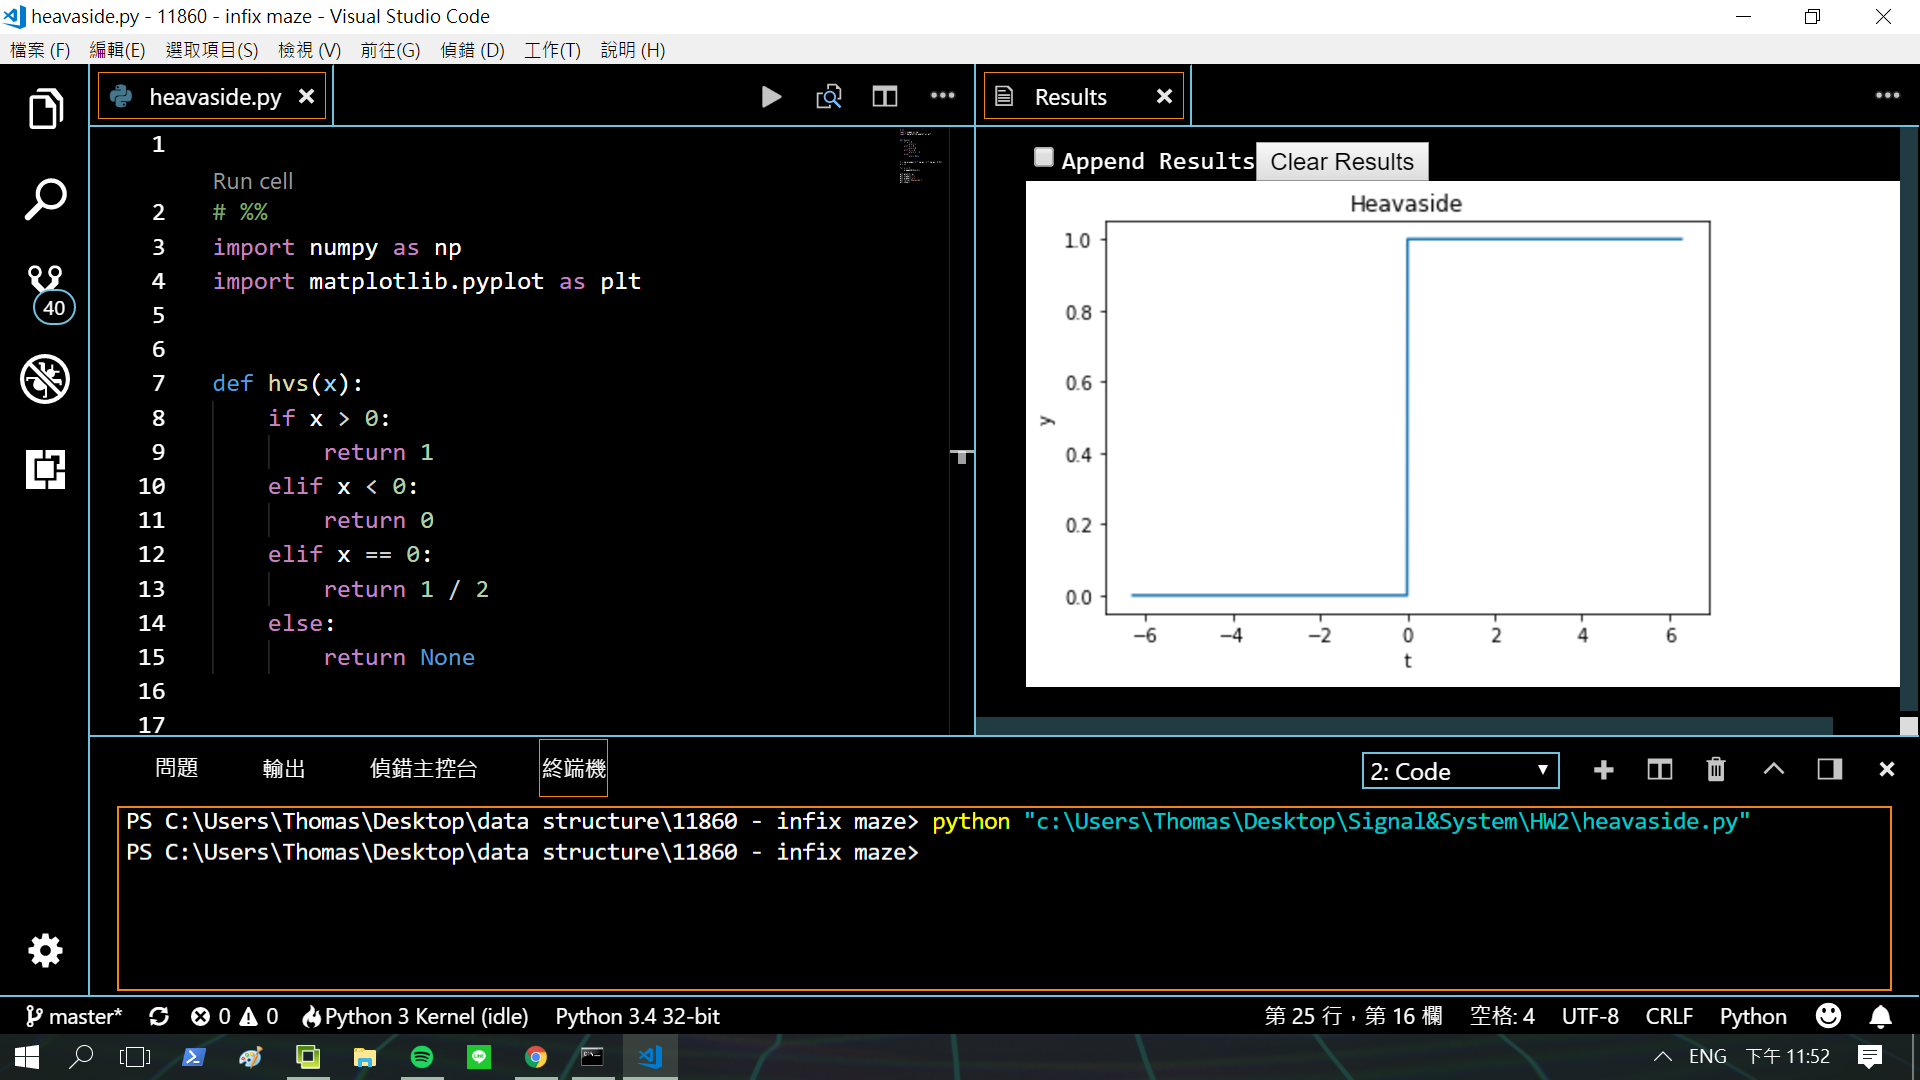 heavaside.py - 11860 - infix maze - Visual Studio Code
檔案 (F) 編輯(E) 選取項目(S) 檢視 (V) 前往(G) 偵錯 (D) 工作(T) 說明 (H)
heavaside.py
Results
40
1
Run cell
2 # %%
3 import numpy as np
4 import matplotlib.pyplot as plt
5
6
7 def hvs(x):
8 if x > 0:
9 return 1
10 elif x < 0:
11 return 0
12 elif x == 0:
13 return 1 / 2
14 else:
15 return None
16
17
Append Results Clear Results
Heavaside
1.0
0.8
0.6
0.4
0.2
0.0
y
−6 −4 −2 0 2 4 6
t
問題 輸出 偵錯主控台 終端機
2: Code
PS C:\Users\Thomas\Desktop\data structure\11860 - infix maze> python "c:\Users\Thomas\Desktop\Signal&System\HW2\heavaside.py"
PS C:\Users\Thomas\Desktop\data structure\11860 - infix maze>
master* 0 0 Python 3 Kernel (idle) Python 3.4 32-bit 第 25 行，第 16 欄 空格: 4 UTF-8 CRLF Python
ENG 下午 11:52